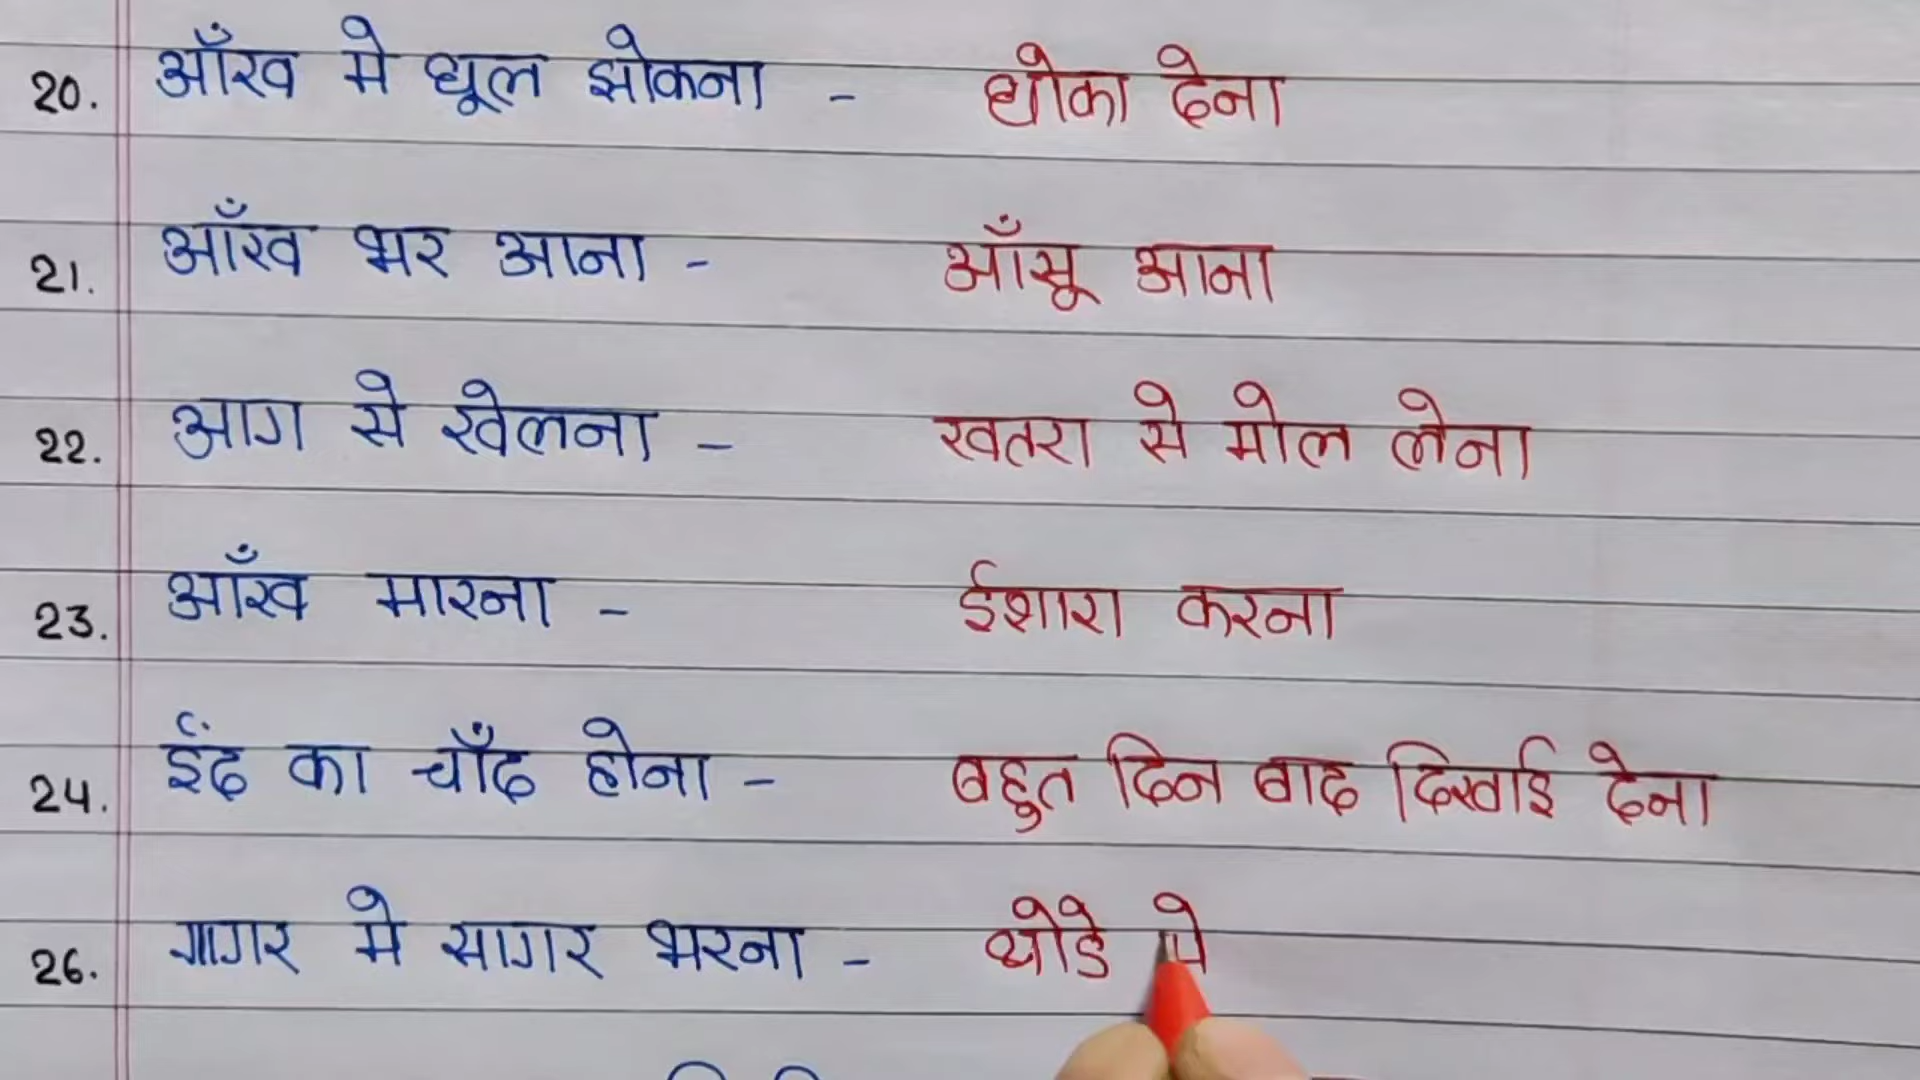 20. आँख मे धूल झोकना - धोका देना
21. आँख भर आना - आँसू आना
22. आग से खेलना - खतरा से मोल लेना
23. आँख मारना - ईशारा करना
24. ईद का चाँद होना - बहुत दिन बाद दिखाई देना
26. गागर मे सागर भरना - थोडे मे